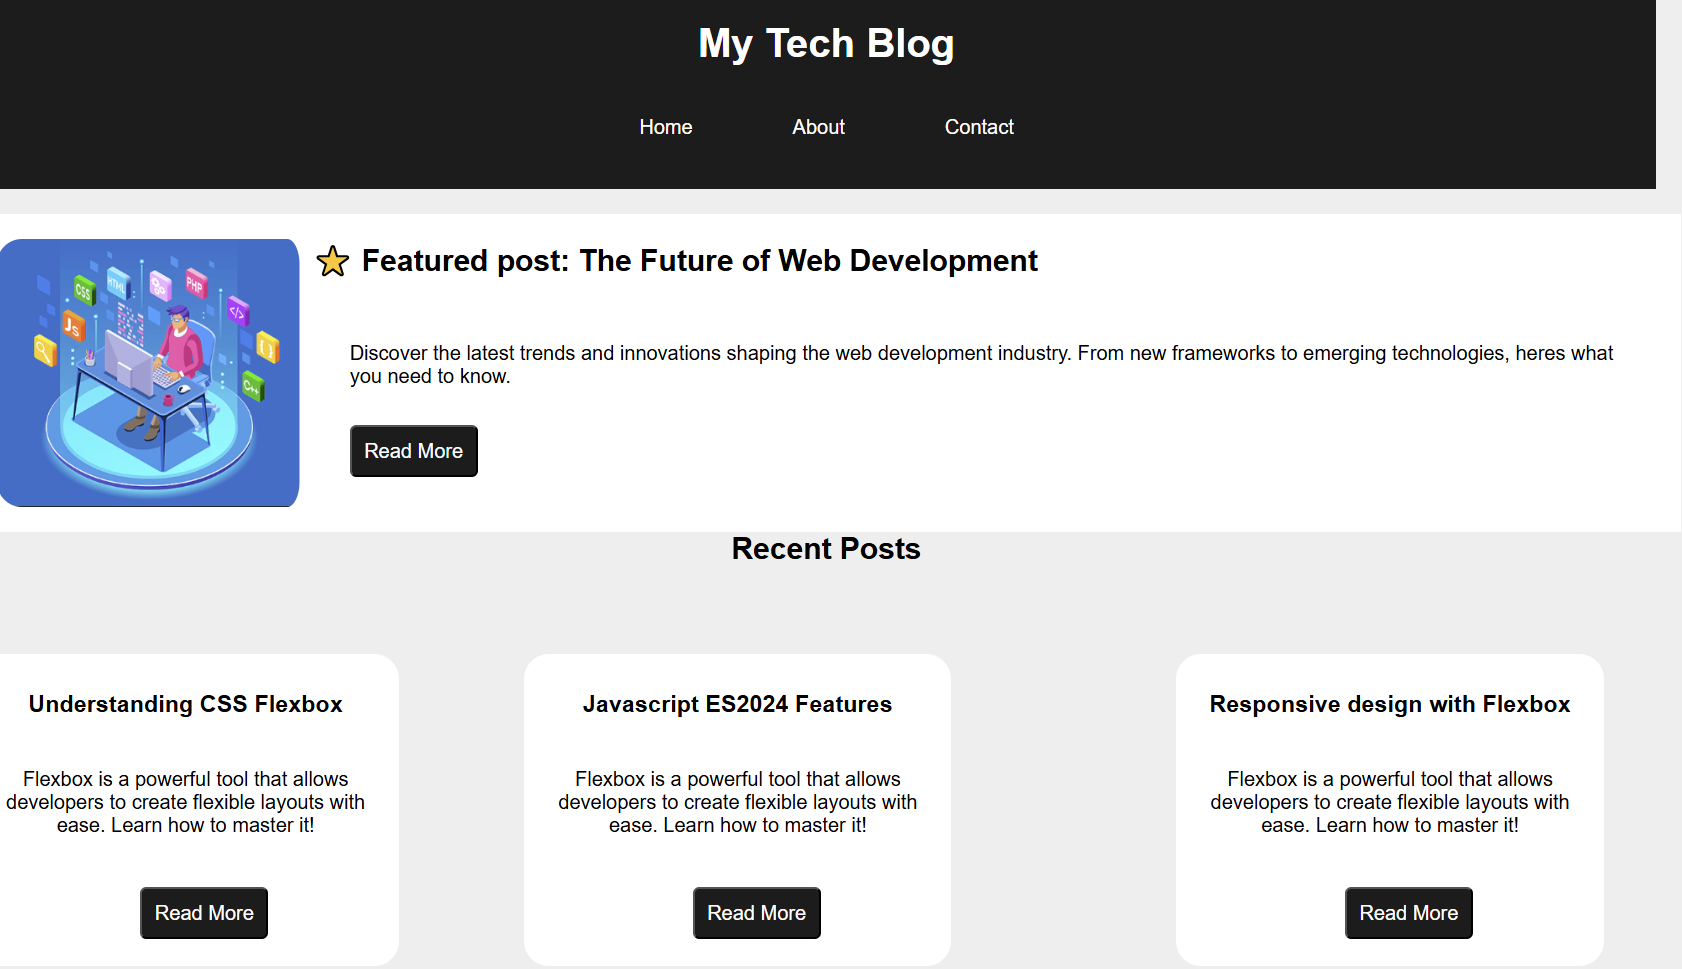 My Tech Blog
Home About Contact
⭐ Featured post: The Future of Web Development
CSS
HTML
PHP
</>
JS
{ }
C++
Discover the latest trends and innovations shaping the web development industry. From new frameworks to emerging technologies, heres what
you need to know.
Read More
Recent Posts
Understanding CSS Flexbox
Flexbox is a powerful tool that allows
developers to create flexible layouts with
ease. Learn how to master it!
Read More
Javascript ES2024 Features
Flexbox is a powerful tool that allows
developers to create flexible layouts with
ease. Learn how to master it!
Read More
Responsive design with Flexbox
Flexbox is a powerful tool that allows
developers to create flexible layouts with
ease. Learn how to master it!
Read More